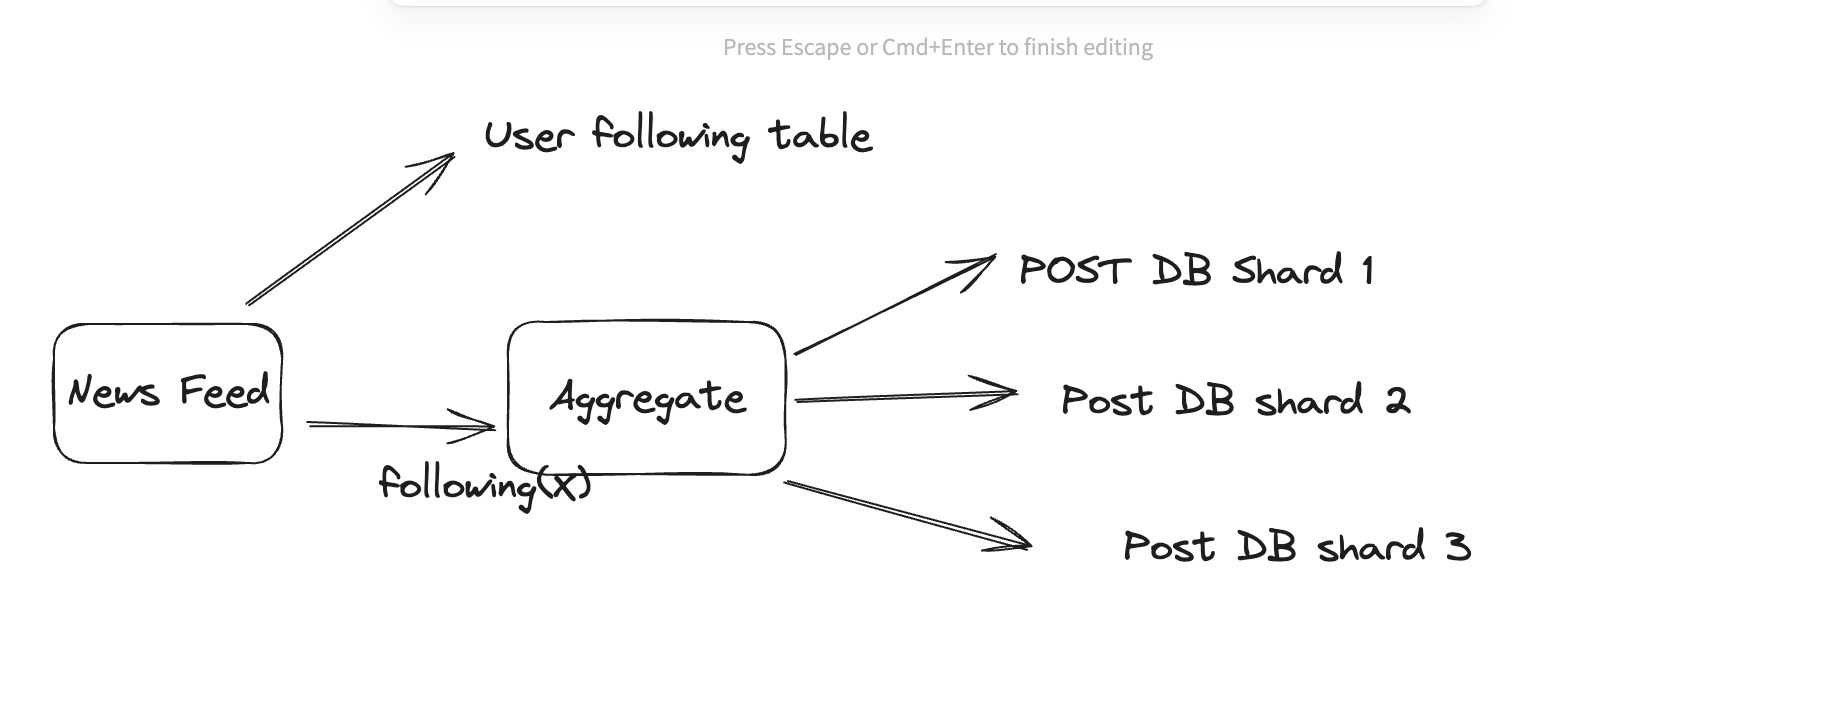 Press Escape or Cmd+Enter to finish editing
User following table
POST DB Shard 1
News Feed
Aggregate
Post DB shard 2
following(x)
Post DB shard 3